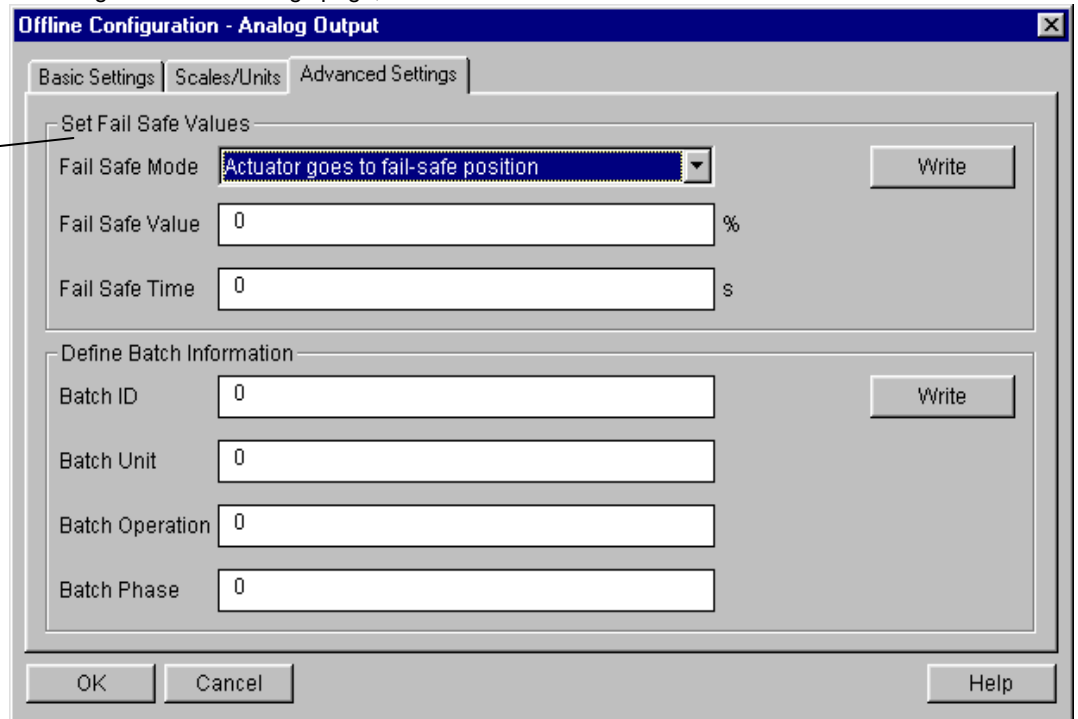 Offline Configuration - Analog Output
Basic Settings Scales/Units Advanced Settings
Set Fail Safe Values
Fail Safe Mode Actuator goes to fail-safe position Write
Fail Safe Value 0 %
Fail Safe Time 0 s
Define Batch Information
Batch ID 0 Write
Batch Unit 0
Batch Operation 0
Batch Phase 0
OK Cancel Help